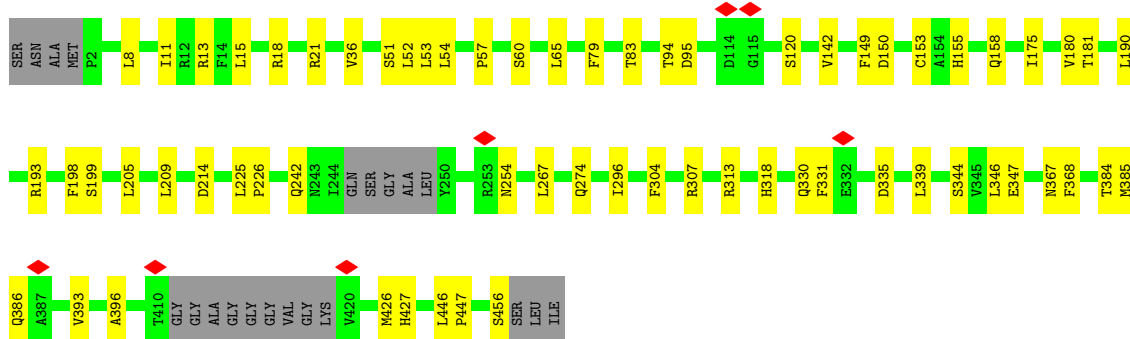 SER ASN ALA MET P2 L8 I11 R12 R13 F14 L15 R18 R21 V36 S51 L52 L53 L54 P57 S60 L65 F79 T83 T94 D95 D114 G115 S120 V142 F149 D150 C153 A154 H155 Q158 I175 V180 T181 L190
R193 F198 S199 L205 L209 D214 L225 P226 Q242 N243 I244 GLN SER GLY ALA LEU Y250 R253 N254 L267 Q274 I296 F304 R307 R313 H318 Q330 F331 E332 D335 L339 S344 V345 L346 E347 N367 F368 T384 M385
Q386 A387 V393 A396 T410 GLY GLY ALA GLY GLY GLY VAL GLY LYS V420 M426 H427 L446 P447 S456 SER LEU ILE